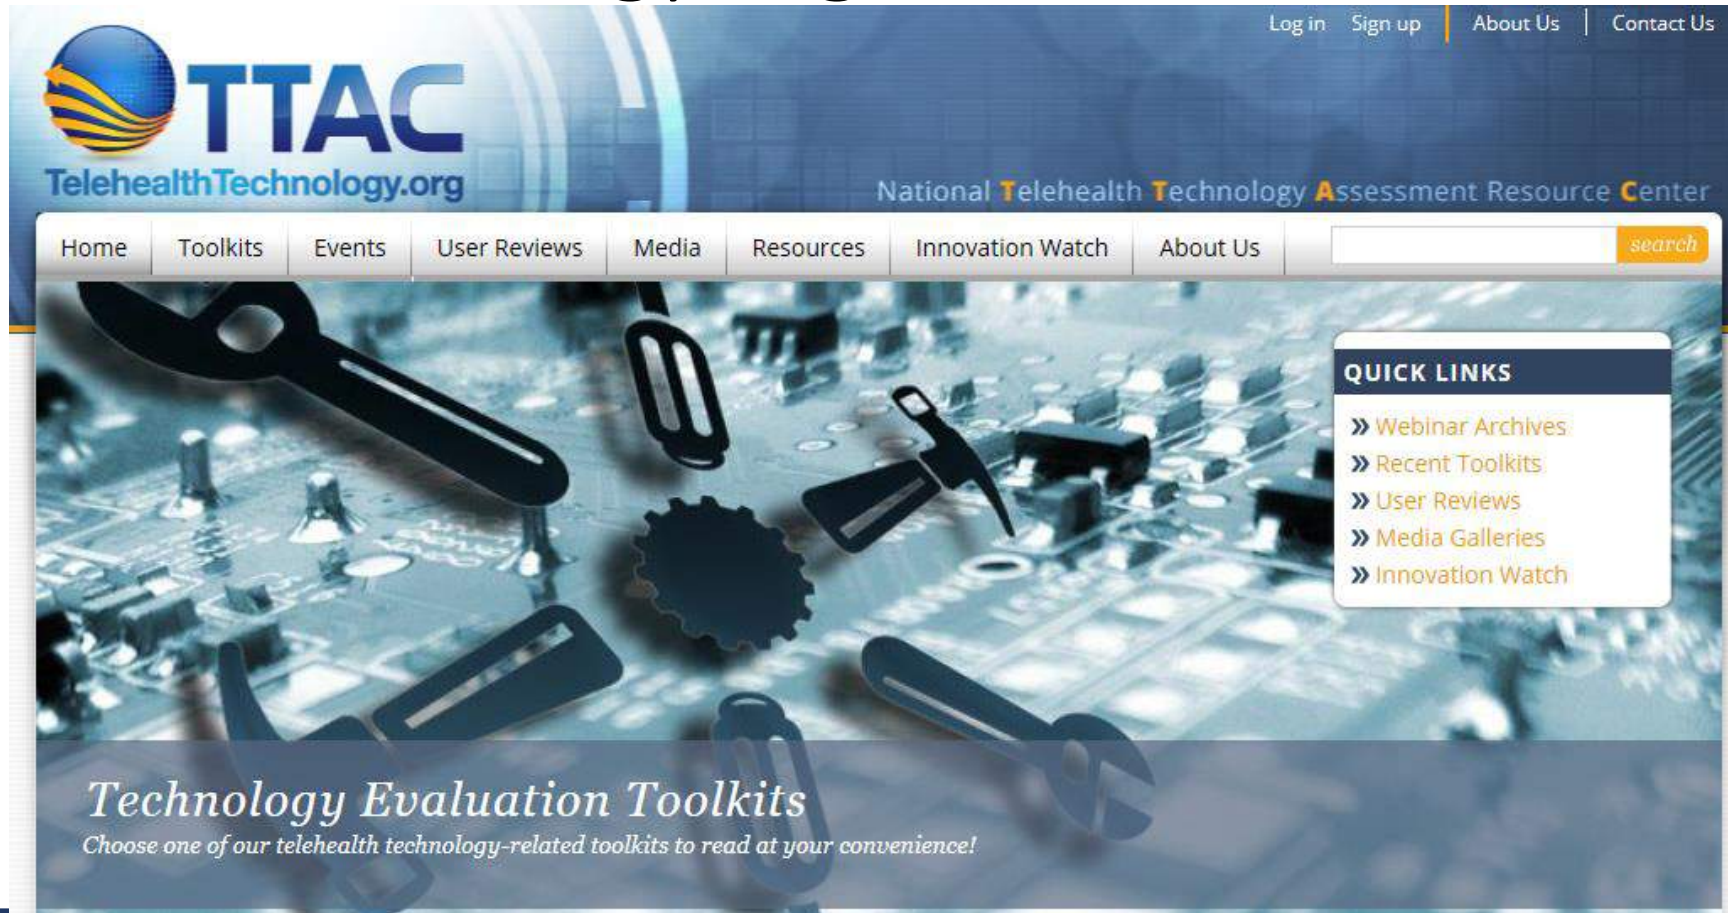 Log in Sign up About Us Contact Us
TTAC
TelehealthTechnology.org
National Telehealth Technology Assessment Resource Center
Home Toolkits Events User Reviews Media Resources Innovation Watch About Us search
QUICK LINKS
» Webinar Archives
» Recent Toolkits
» User Reviews
» Media Galleries
» Innovation Watch
Technology Evaluation Toolkits
Choose one of our telehealth technology-related toolkits to read at your convenience!